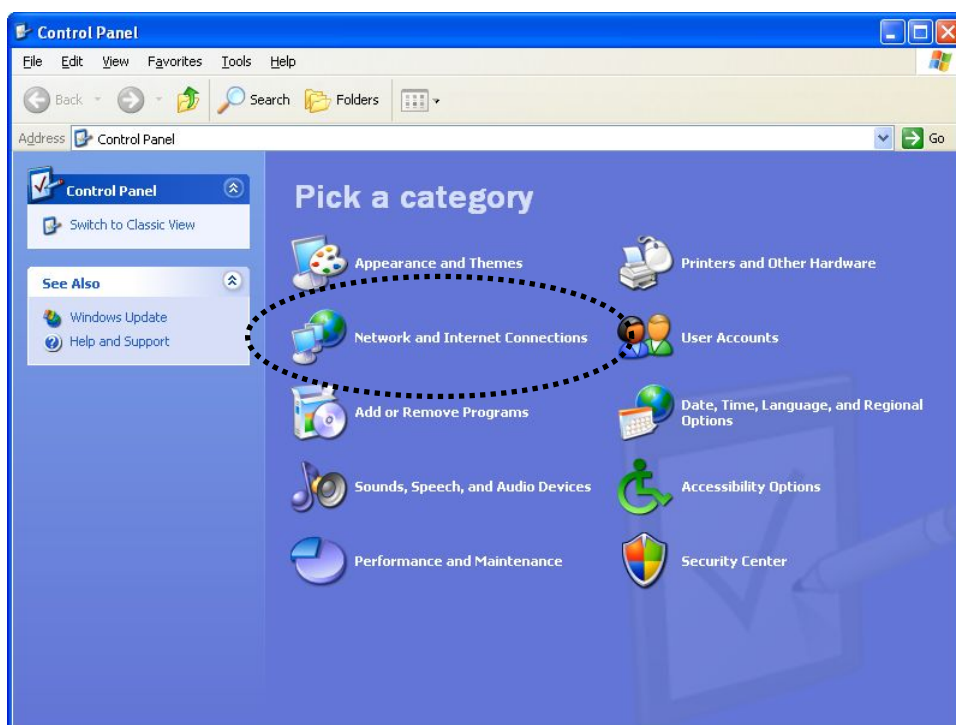 Control Panel
File Edit View Favorites Tools Help
Back Search Folders
Address Control Panel Go
Control Panel
Switch to Classic View
See Also
Windows Update
Help and Support
Pick a category
Appearance and Themes
Printers and Other Hardware
Network and Internet Connections
User Accounts
Add or Remove Programs
Date, Time, Language, and Regional
Options
Sounds, Speech, and Audio Devices
Accessibility Options
Performance and Maintenance
Security Center